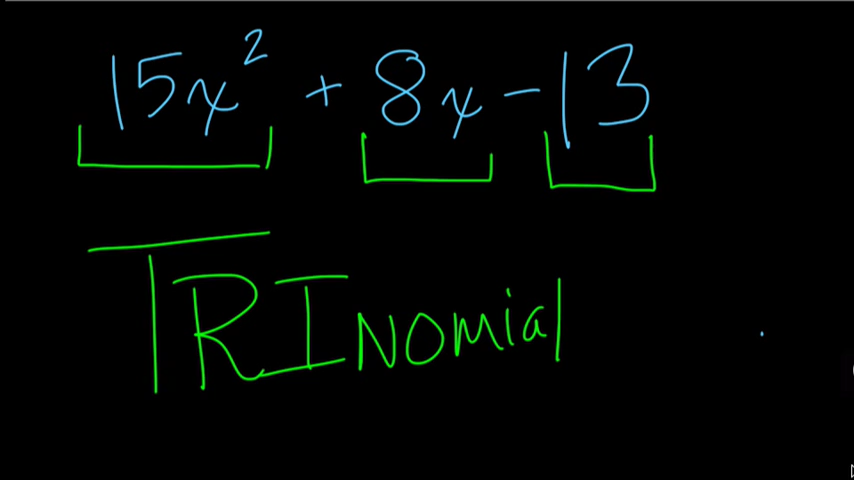 15x² + 8x - 13
TRInomial